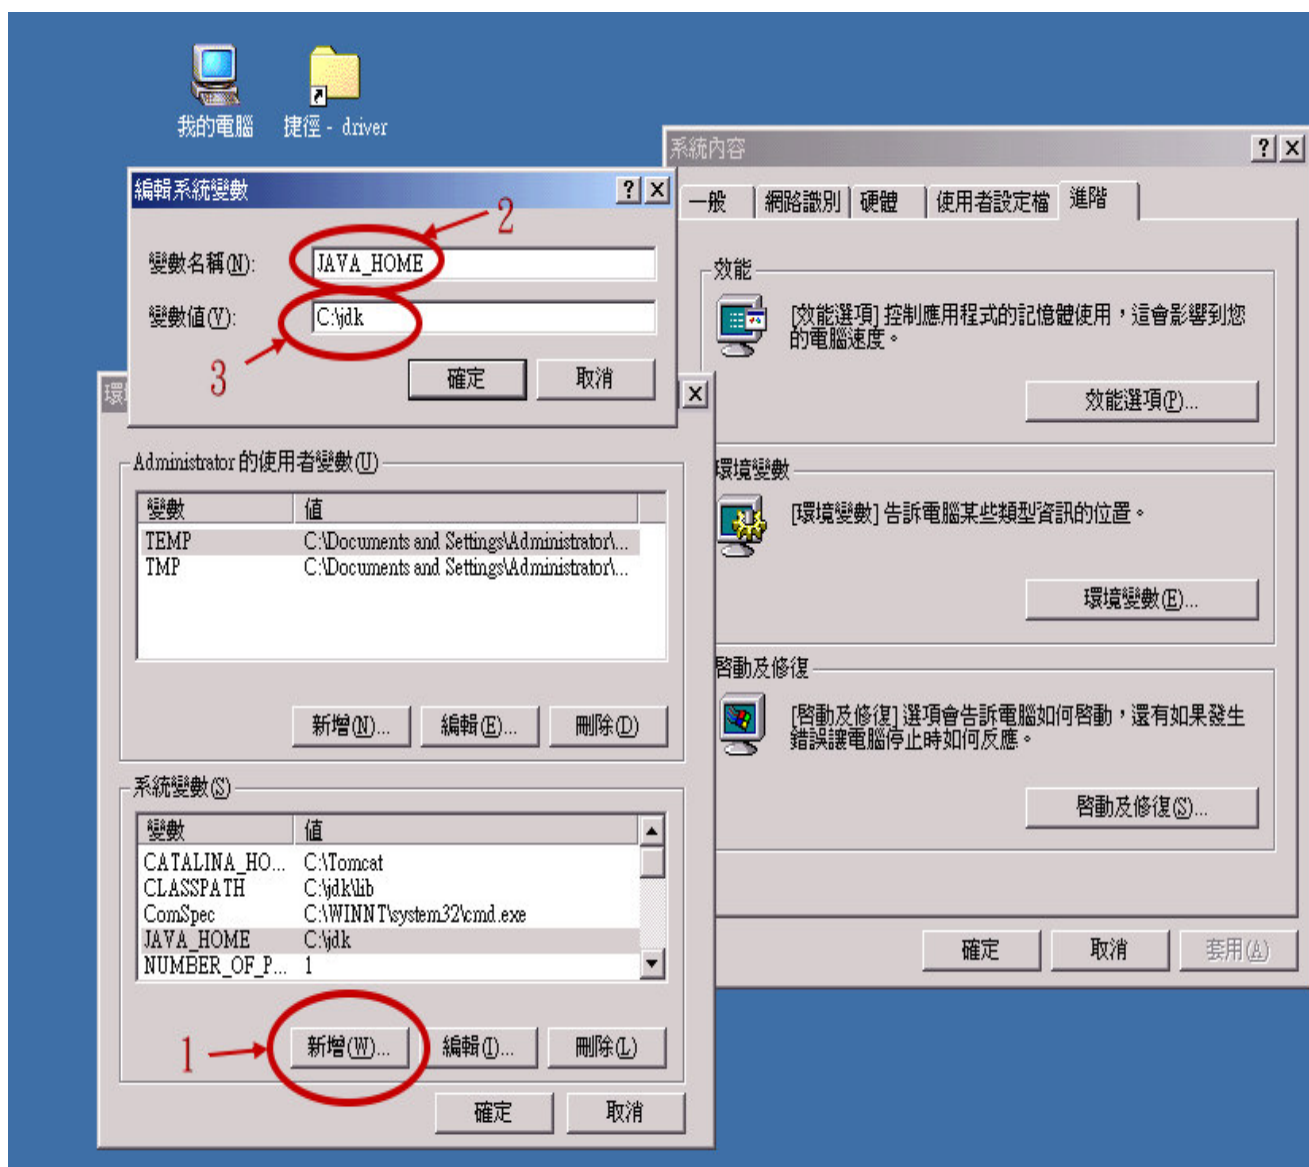 我的電腦
捷徑 - driver
系統內容
一般 網路識別 硬體 使用者設定檔 進階
效能
[效能選項] 控制應用程式的記憶體使用，這會影響到您
的電腦速度。
效能選項(P)...
環境變數
[環境變數] 告訴電腦某些類型資訊的位置。
環境變數(E)...
啓動及修復
[啓動及修復] 選項會告訴電腦如何啓動，還有如果發生
錯誤讓電腦停止時如何反應。
啓動及修復(S)...
確定 取消 套用(A)
編輯系統變數
2
變數名稱(N): JAVA_HOME
變數值(V): C:\jdk
3
確定 取消
Administrator 的使用者變數(U)
變數 值
TEMP C:\Documents and Settings\Administrator\...
TMP C:\Documents and Settings\Administrator\...
新增(N)... 編輯(E)... 刪除(D)
系統變數(S)
變數 值
CATALINA_HO... C:\Tomcat
CLASSPATH C:\jdk\lib
ComSpec C:\WINNT\system32\cmd.exe
JAVA_HOME C:\jdk
NUMBER_OF_P... 1
1
新增(W)... 編輯(I)... 刪除(L)
確定 取消